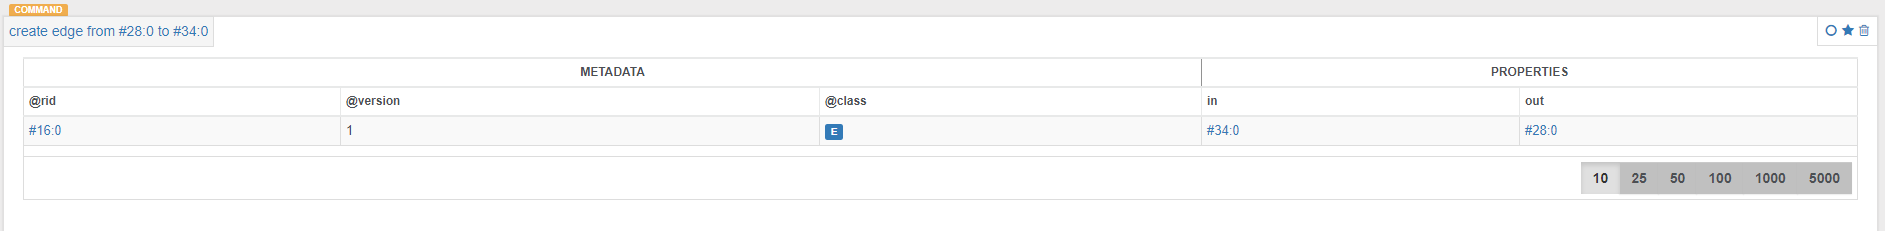 COMMAND
create edge from #28:0 to #34:0
METADATA PROPERTIES
@rid @version @class in out
#16:0 1 E #34:0 #28:0
10 25 50 100 1000 5000